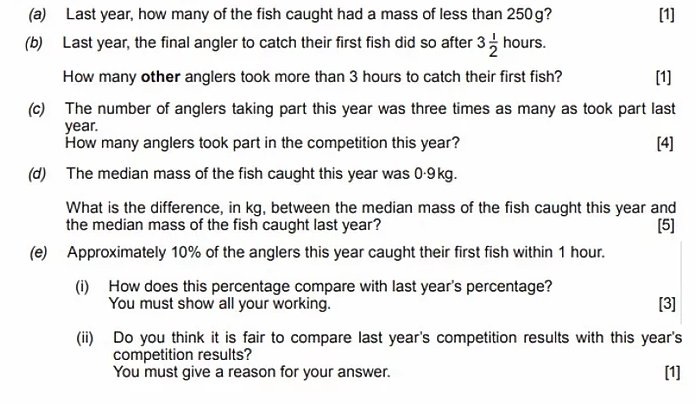 (a) Last year, how many of the fish caught had a mass of less than 250g? [1]
(b) Last year, the final angler to catch their first fish did so after 3 1/2 hours.
How many other anglers took more than 3 hours to catch their first fish? [1]
(c) The number of anglers taking part this year was three times as many as took part last
year.
How many anglers took part in the competition this year? [4]
(d) The median mass of the fish caught this year was 0·9kg.
What is the difference, in kg, between the median mass of the fish caught this year and
the median mass of the fish caught last year? [5]
(e) Approximately 10% of the anglers this year caught their first fish within 1 hour.
(i) How does this percentage compare with last year's percentage?
You must show all your working. [3]
(ii) Do you think it is fair to compare last year's competition results with this year's
competition results?
You must give a reason for your answer. [1]